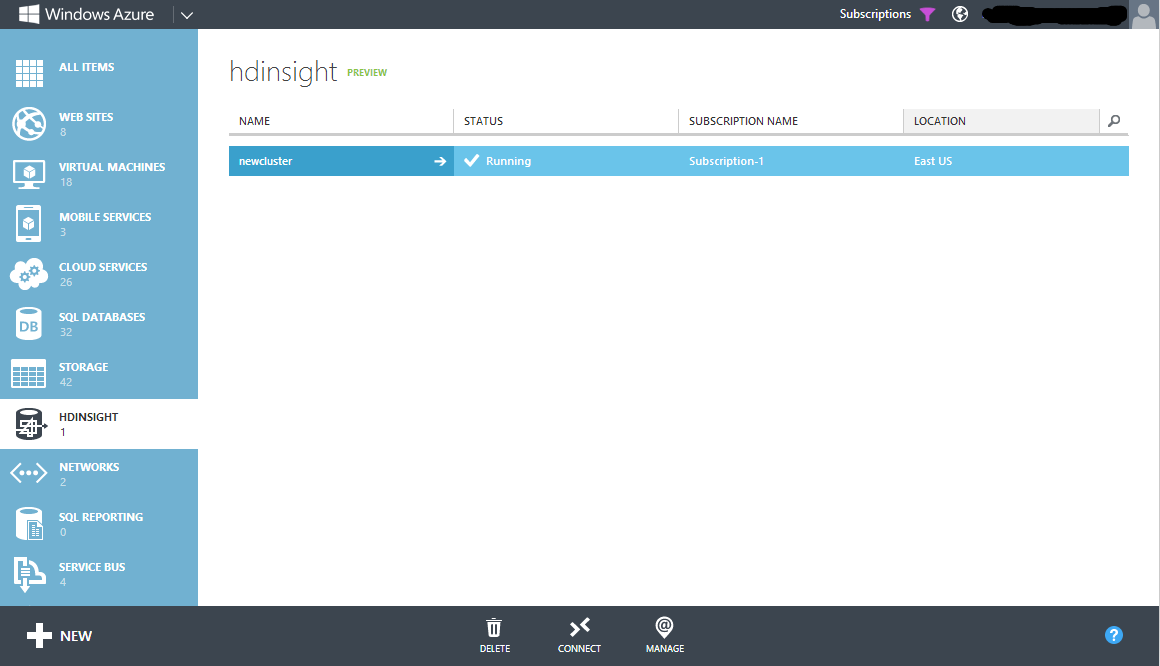 Windows Azure Subscriptions
ALL ITEMS
WEB SITES
8
VIRTUAL MACHINES
18
MOBILE SERVICES
3
CLOUD SERVICES
26
SQL DATABASES
DB
32
STORAGE
42
HDINSIGHT
1
NETWORKS
2
SQL REPORTING
0
SERVICE BUS
4
hdinsight PREVIEW
NAME STATUS SUBSCRIPTION NAME LOCATION
newcluster Running Subscription-1 East US
NEW DELETE CONNECT MANAGE ?